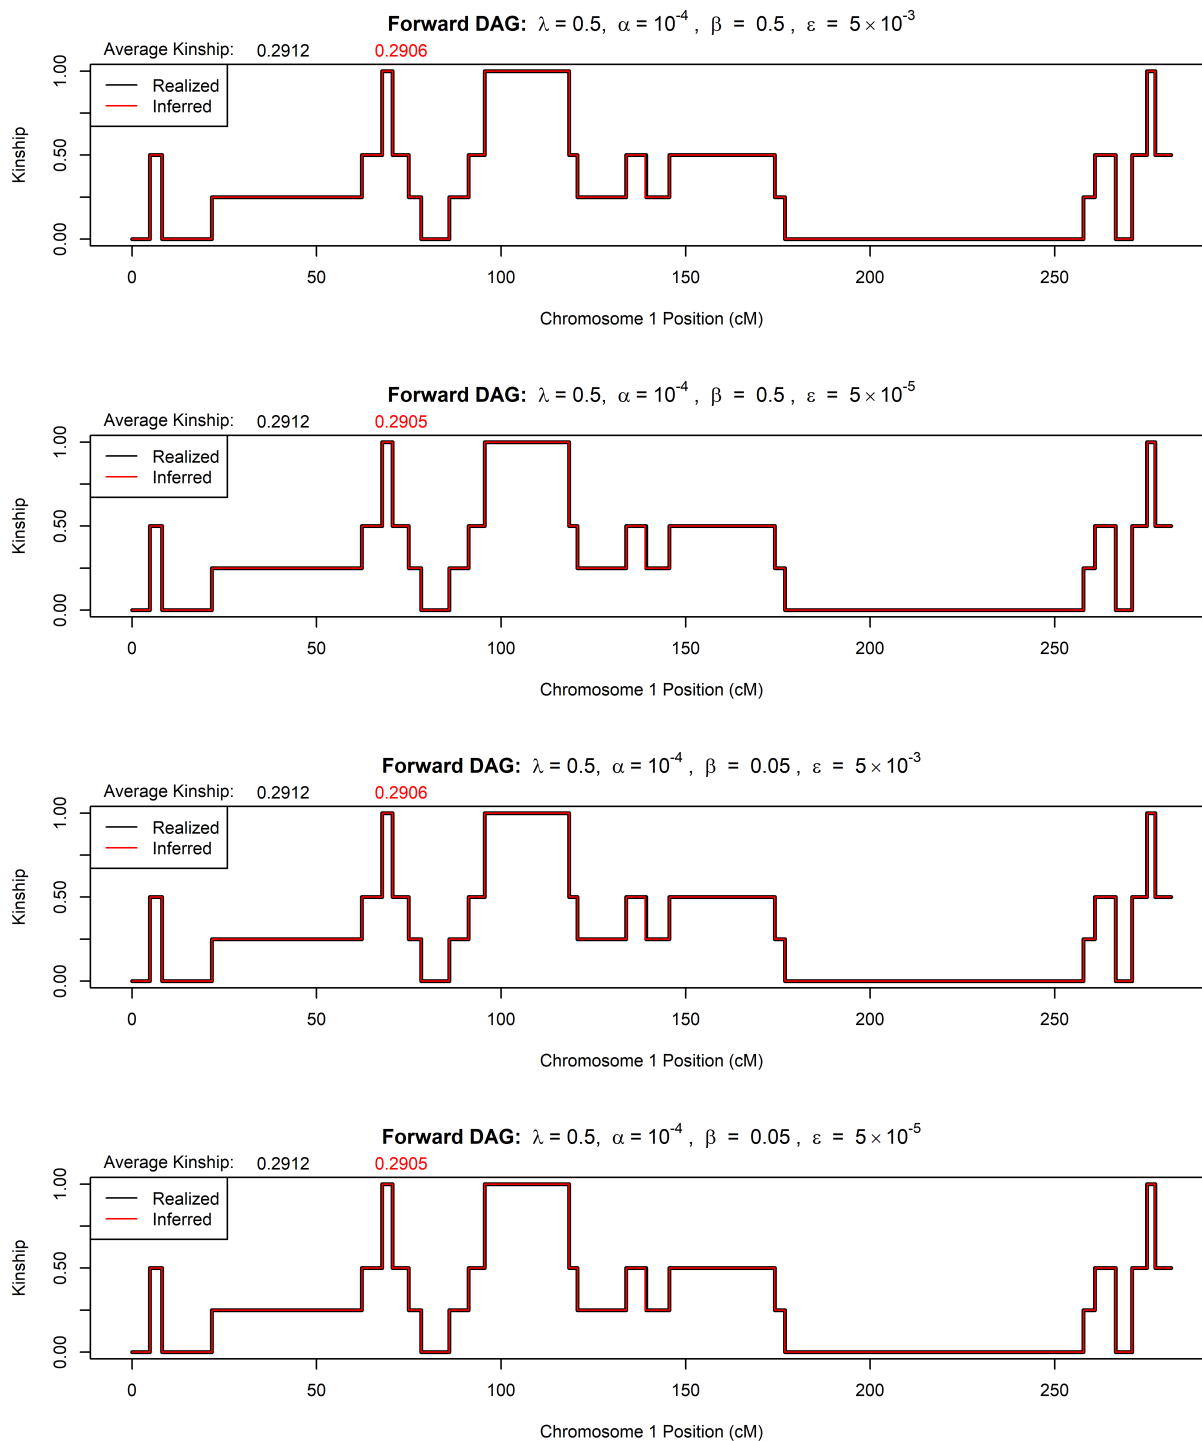 Forward DAG: λ = 0.5, α = 10⁻⁴ , β = 0.5 , ε = 5 × 10⁻³
Average Kinship: 0.2912 0.2906
Realized
Inferred
Kinship
1.00
0.50
0.00
0 50 100 150 200 250
Chromosome 1 Position (cM)
Forward DAG: λ = 0.5, α = 10⁻⁴ , β = 0.5 , ε = 5 × 10⁻⁵
Average Kinship: 0.2912 0.2905
Realized
Inferred
Kinship
1.00
0.50
0.00
0 50 100 150 200 250
Chromosome 1 Position (cM)
Forward DAG: λ = 0.5, α = 10⁻⁴ , β = 0.05 , ε = 5 × 10⁻³
Average Kinship: 0.2912 0.2906
Realized
Inferred
Kinship
1.00
0.50
0.00
0 50 100 150 200 250
Chromosome 1 Position (cM)
Forward DAG: λ = 0.5, α = 10⁻⁴ , β = 0.05 , ε = 5 × 10⁻⁵
Average Kinship: 0.2912 0.2905
Realized
Inferred
Kinship
1.00
0.50
0.00
0 50 100 150 200 250
Chromosome 1 Position (cM)